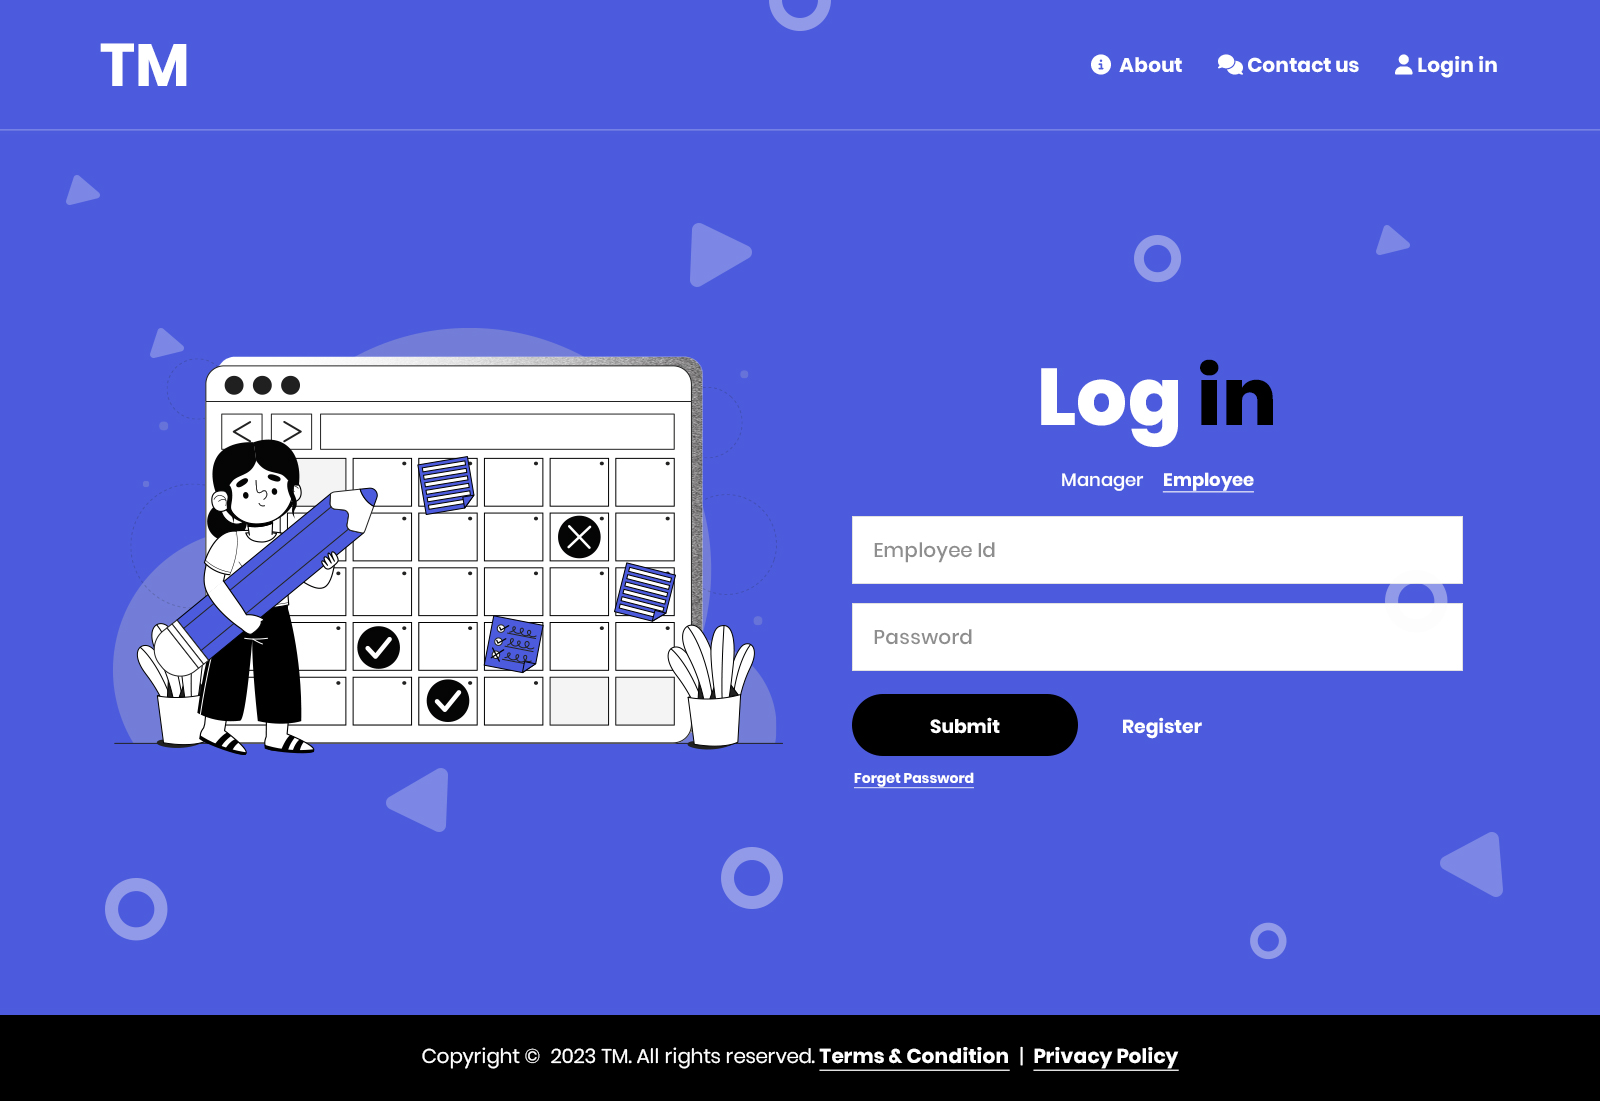 TM
About Contact us Login in
Log in
Manager Employee
Employee Id
Password
Submit Register
Forget Password
Copyright © 2023 TM. All rights reserved. Terms & Condition | Privacy Policy